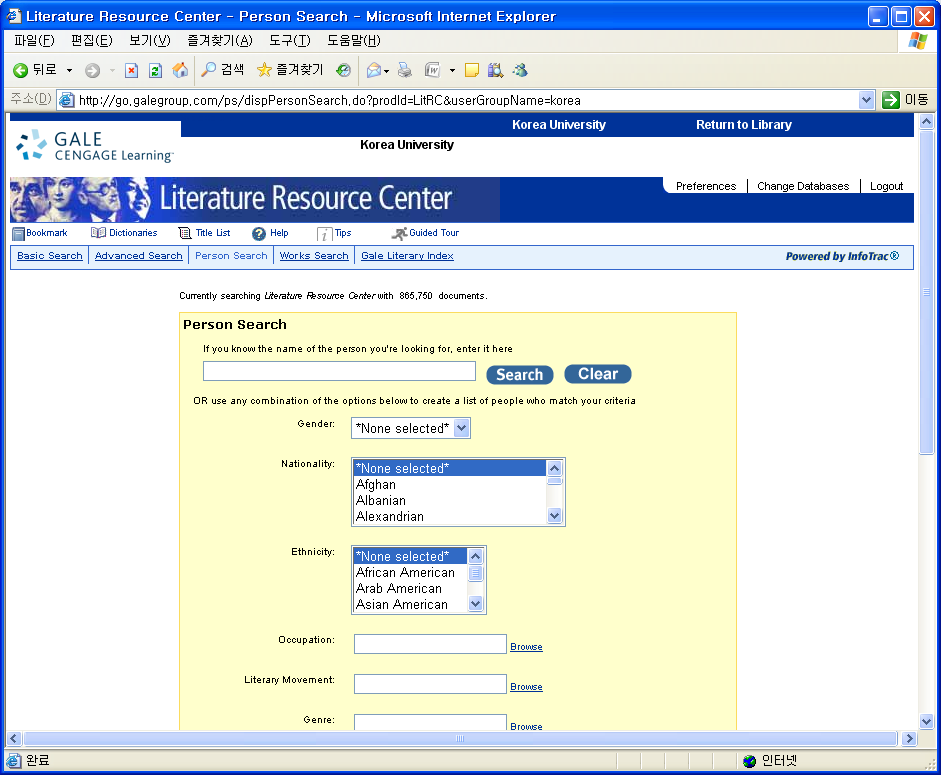 Literature Resource Center - Person Search - Microsoft Internet Explorer
파일(F) 편집(E) 보기(V) 즐겨찾기(A) 도구(T) 도움말(H)
뒤로 검색 즐겨찾기
주소(D) http://go.galegroup.com/ps/dispPersonSearch.do?prodId=LitRC&userGroupName=korea 이동
Korea University Return to Library
GALE
CENGAGE Learning™
Korea University
Literature Resource Center
Preferences Change Databases Logout
Bookmark Dictionaries Title List Help Tips Guided Tour
Basic Search Advanced Search Person Search Works Search Gale Literary Index Powered by InfoTrac®
Currently searching Literature Resource Center with 865,750 documents.
Person Search
If you know the name of the person you're looking for, enter it here
Search Clear
OR use any combination of the options below to create a list of people who match your criteria
Gender: *None selected*
Nationality: *None selected*
Afghan
Albanian
Alexandrian
Ethnicity: *None selected*
African American
Arab American
Asian American
Occupation: Browse
Literary Movement: Browse
Genre: Browse
완료 인터넷